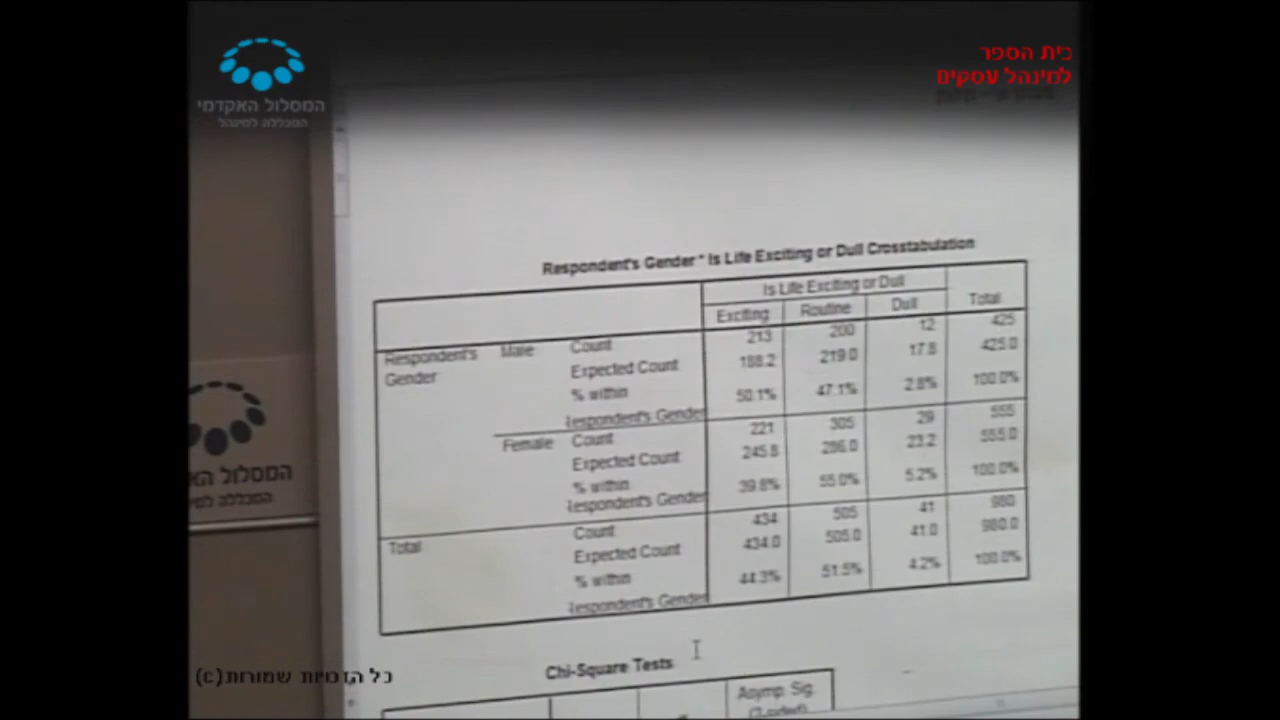 המסלול האקדמי
המכללה למינהל
בית הספר
למינהל עסקים
Respondent's Gender * Is Life Exciting or Dull Crosstabulation
Is Life Exciting or Dull
Exciting Routine Dull Total
Respondent's Gender Male Count 213 200 12 425
Expected Count 188.2 219.0 17.8 425.0
% within Respondent's Gender 50.1% 47.1% 2.8% 100.0%
Female Count 221 305 29 555
Expected Count 245.8 286.0 23.2 555.0
% within Respondent's Gender 39.8% 55.0% 5.2% 100.0%
Total Count 434 505 41 980
Expected Count 434.0 505.0 41.0 980.0
% within Respondent's Gender 44.3% 51.5% 4.2% 100.0%
Chi-Square Tests
Asymp. Sig.
(2-sided)
המסלול
המכללה
כל הזכויות שמורות(c)